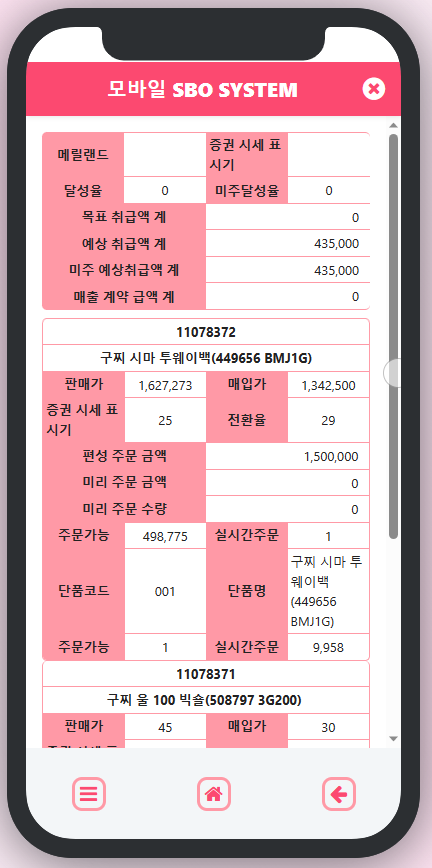 모바일 SBO SYSTEM
메릴랜드 증권 시세 표
시기
달성율 0 미주달성율 0
목표 취급액 계 0
예상 취급액 계 435,000
미주 예상취급액 계 435,000
매출 계약 급액 계 0
11078372
구찌 시마 투웨이백(449656 BMJ1G)
판매가 1,627,273 매입가 1,342,500
증권 시세 표
시기 25 전환율 29
편성 주문 금액 1,500,000
미리 주문 금액 0
미리 주문 수량 0
주문가능 498,775 실시간주문 1
단품코드 001 단품명 구찌 시마 투
웨이백
(449656
BMJ1G)
주문가능 1 실시간주문 9,958
11078371
구찌 울 100 빅숄(508797 3G200)
판매가 45 매입가 30